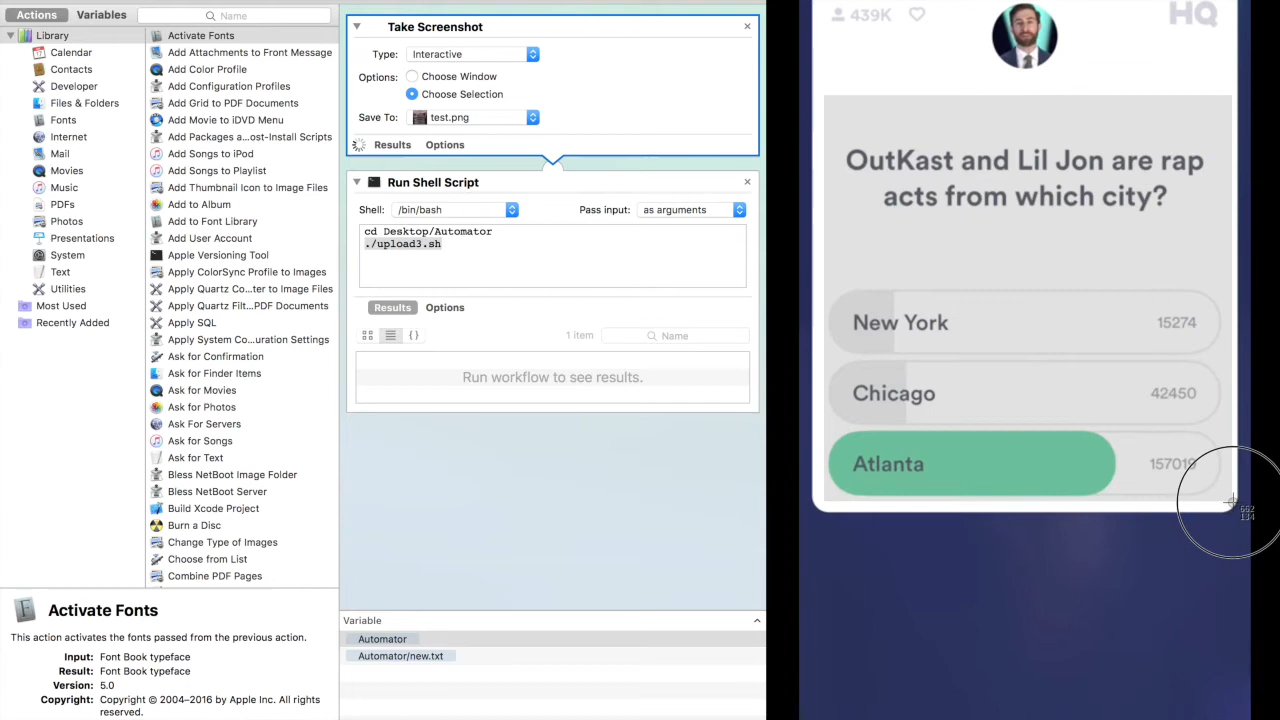 Actions Variables
Name
Library
Calendar
Contacts
Developer
Files & Folders
Fonts
Internet
Mail
Movies
Music
PDFs
Photos
Presentations
System
Text
Utilities
Most Used
Recently Added
Activate Fonts
Add Attachments to Front Message
Add Color Profile
Add Configuration Profiles
Add Grid to PDF Documents
Add Movie to iDVD Menu
Add Packages a...ost-Install Scripts
Add Songs to iPod
Add Songs to Playlist
Add Thumbnail Icon to Image Files
Add to Album
Add to Font Library
Add User Account
Apple Versioning Tool
Apply ColorSync Profile to Images
Apply Quartz Co...ter to Image Files
Apply Quartz Filt...PDF Documents
Apply SQL
Apply System Co...uration Settings
Ask for Confirmation
Ask for Finder Items
Ask for Movies
Ask for Photos
Ask For Servers
Ask for Songs
Ask for Text
Bless NetBoot Image Folder
Bless NetBoot Server
Build Xcode Project
Burn a Disc
Change Type of Images
Choose from List
Combine PDF Pages
Activate Fonts
This action activates the fonts passed from the previous action.
Input: Font Book typeface
Result: Font Book typeface
Version: 5.0
Copyright: Copyright © 2004–2016 by Apple Inc. All rights
reserved.
Take Screenshot
Type: Interactive
Options: Choose Window
Choose Selection
Save To: test.png
Results Options
Run Shell Script
Shell: /bin/bash Pass input: as arguments
cd Desktop/Automator
./upload3.sh
Results Options
1 item Name
Run workflow to see results.
Variable
Automator
Automator/new.txt
439K HQ
OutKast and Lil Jon are rap
acts from which city?
New York 15274
Chicago 42450
Atlanta 157019
662
134